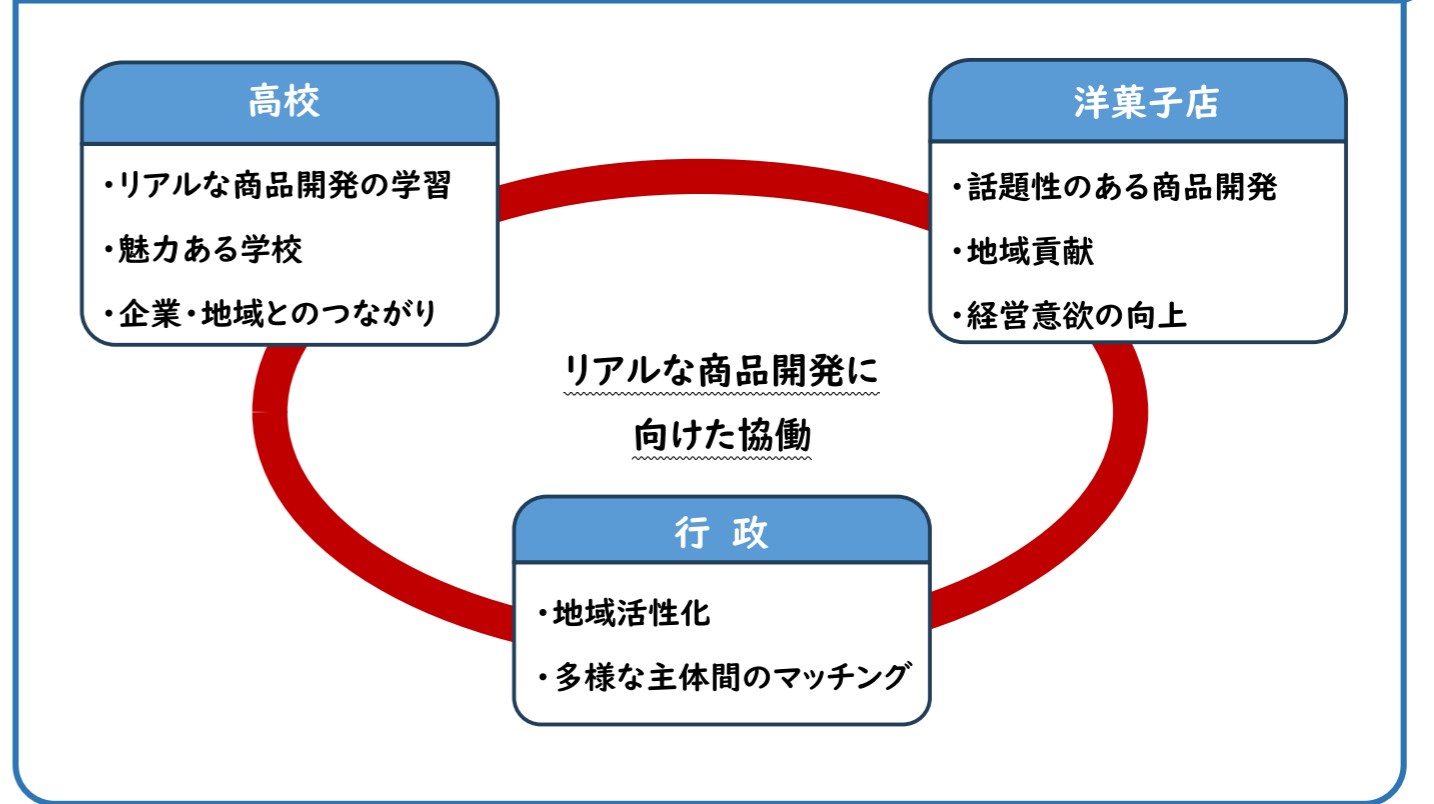 高校
・リアルな商品開発の学習
・魅力ある学校
・企業・地域とのつながり
洋菓子店
・話題性のある商品開発
・地域貢献
・経営意欲の向上
リアルな商品開発に
向けた協働
行 政
・地域活性化
・多様な主体間のマッチング